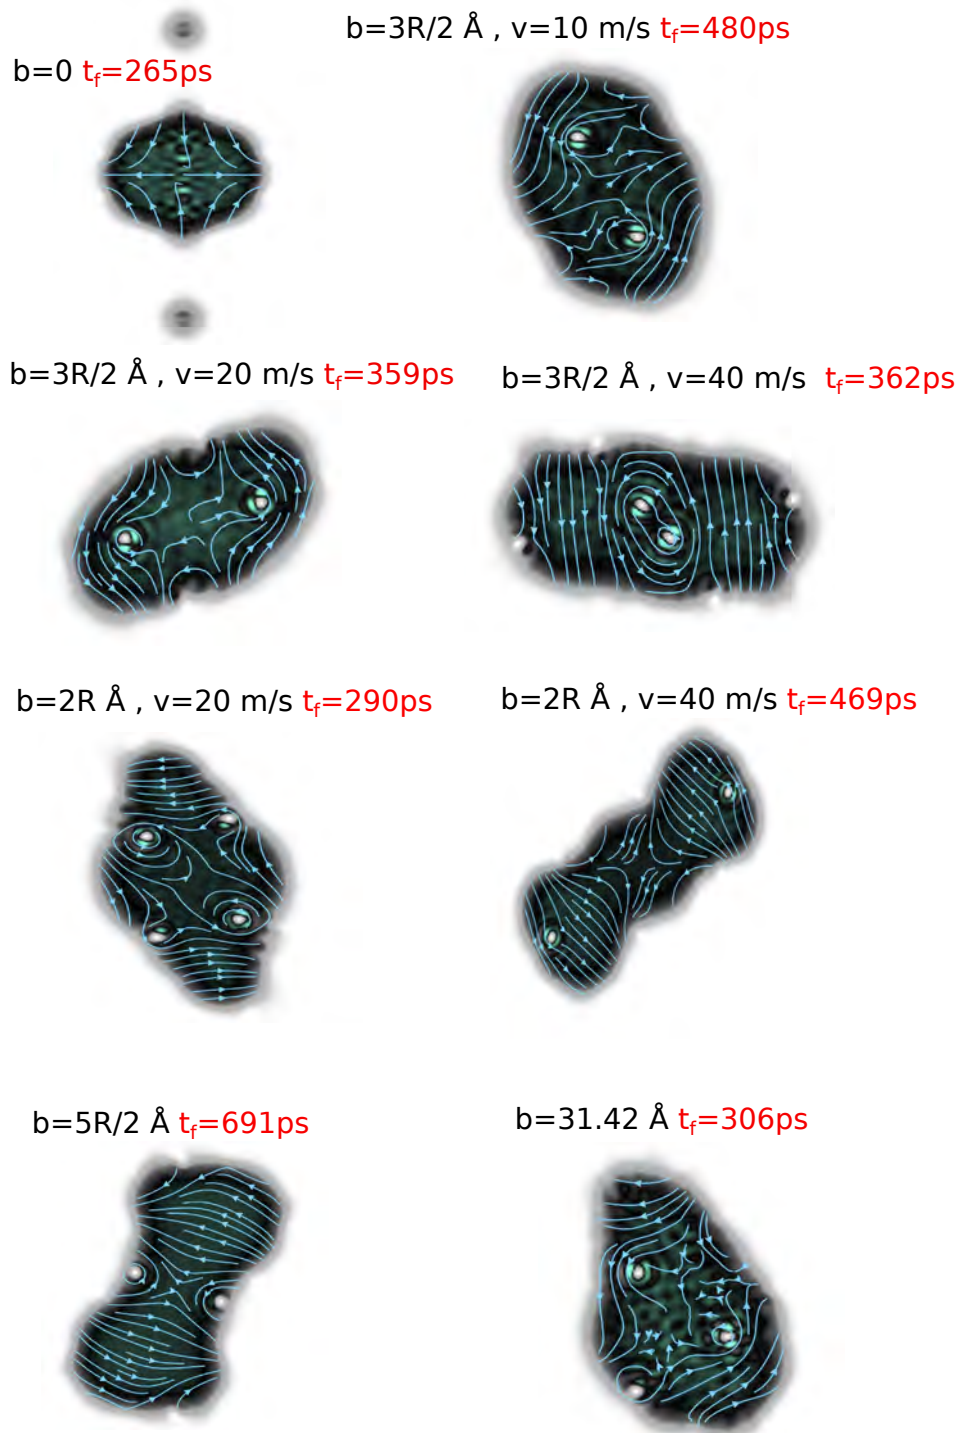 b=3R/2 Å , v=10 m/s t_f=480ps
b=0 t_f=265ps
b=3R/2 Å , v=20 m/s t_f=359ps
b=3R/2 Å , v=40 m/s  t_f=362ps
b=2R Å , v=20 m/s t_f=290ps
b=2R Å , v=40 m/s t_f=469ps
b=5R/2 Å t_f=691ps
b=31.42 Å t_f=306ps